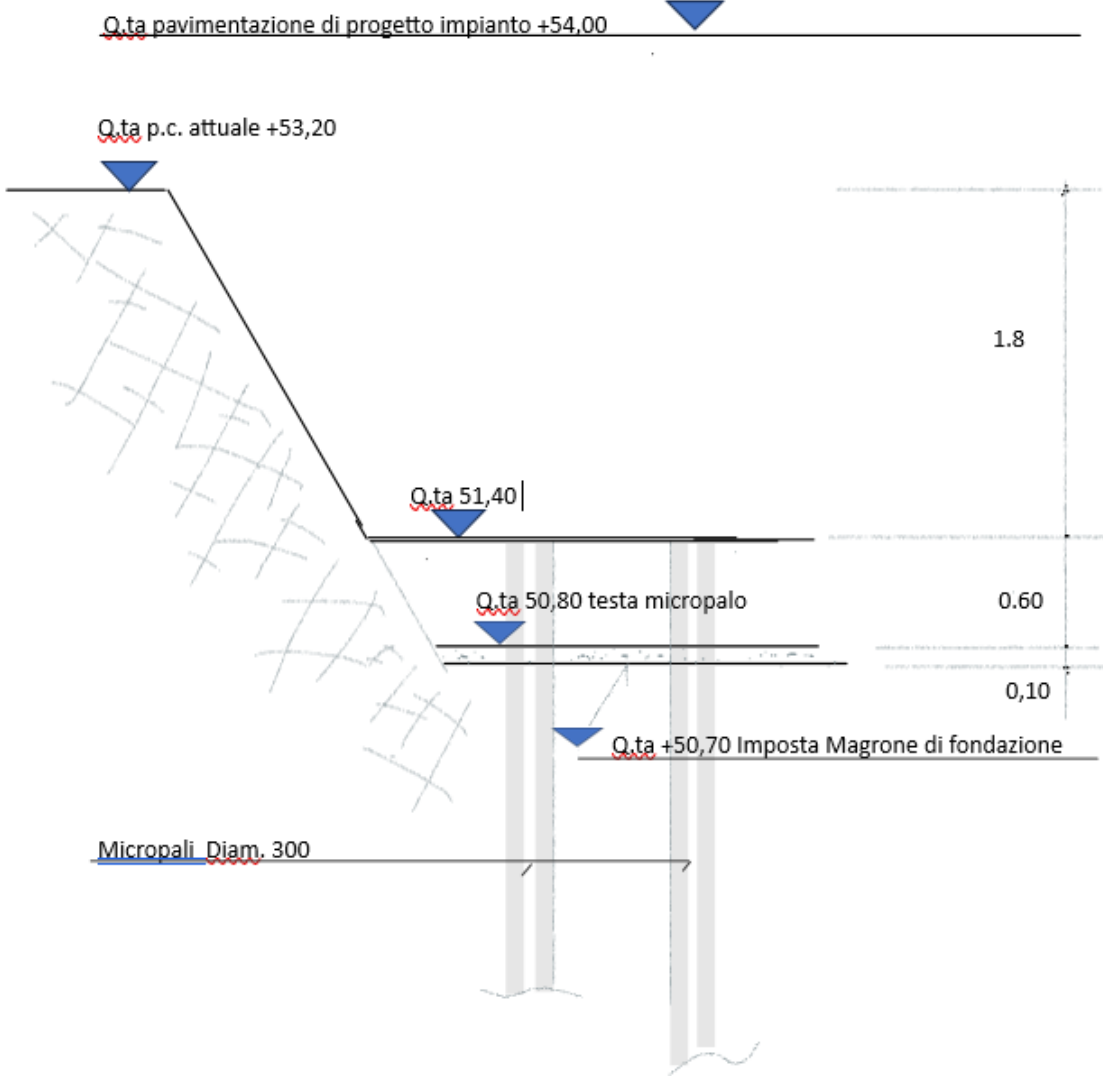 Q.ta pavimentazione di progetto impianto +54,00
Q.ta p.c. attuale +53,20
1.8
Q.ta 51,40
Q.ta 50,80 testa micropalo
0.60
0,10
Q.ta +50,70 Imposta Magrone di fondazione
Micropali Diam. 300